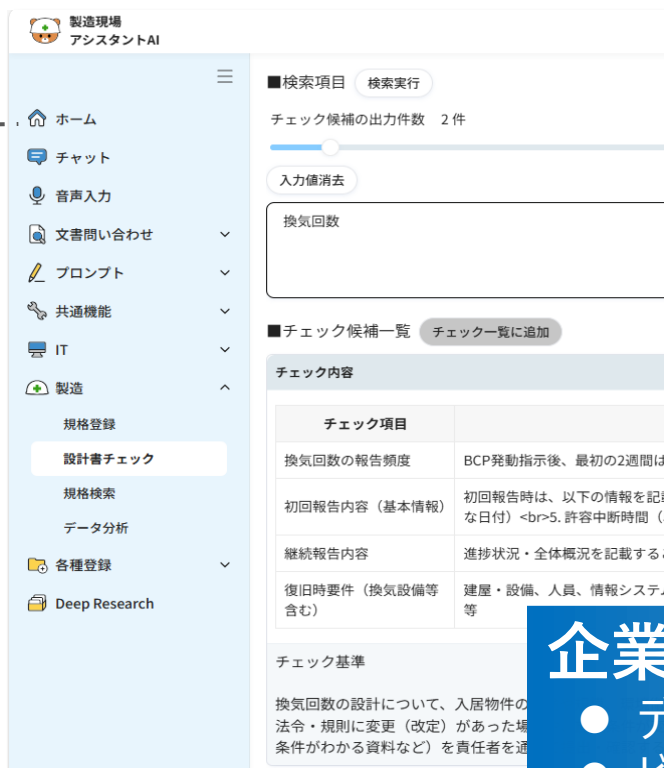 製造現場
アシスタントAI
ホーム
チャット
音声入力
文書問い合わせ
プロンプト
共通機能
IT
製造
規格登録
設計書チェック
規格検索
データ分析
各種登録
Deep Research
■検索項目 検索実行
チェック候補の出力件数 2 件
入力値消去
換気回数
■チェック候補一覧 チェック一覧に追加
チェック内容
チェック項目
換気回数の報告頻度 BCP発動指示後、最初の2週間は
初回報告内容（基本情報） 初回報告時は、以下の情報を記
な日付）<br>5. 許容中断時間（
継続報告内容 進捗状況・全体概況を記載する
復旧時要件（換気設備等
含む） 建屋・設備、人員、情報システ
等
チェック基準
換気回数の設計について、入居物件の
法令・規則に変更（改定）があった場
条件がわかる資料など）を責任者を通
企業